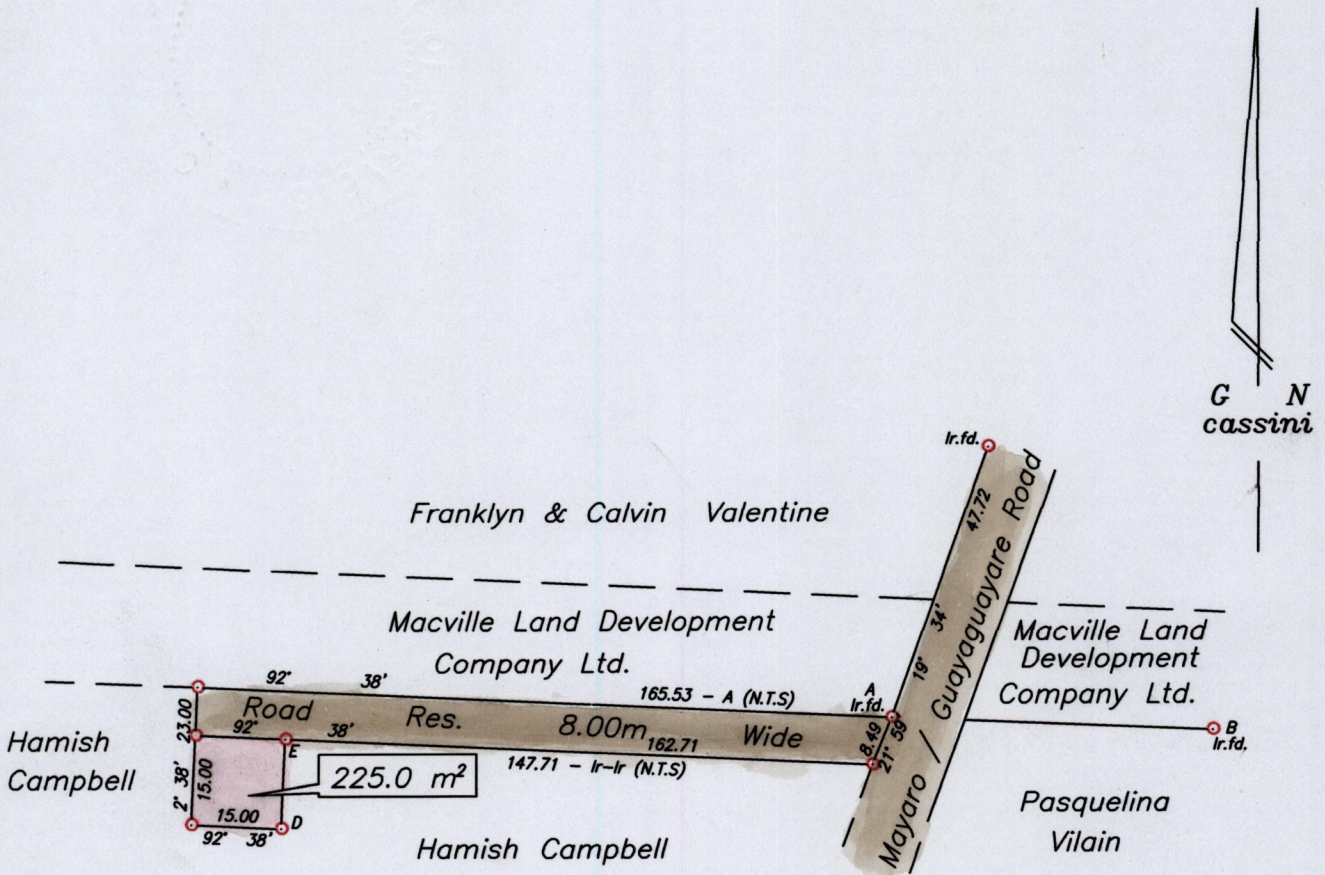 G N
cassini
Ir.fd.
47.72
Franklyn & Calvin Valentine
Mayaro / Guayaguayare Road
34'
19°
Macville Land Development
Company Ltd.
Macville Land
Development
Company Ltd.
92° 38'
165.53 - A (N.T.S)
A
Ir.fd.
Road Res. 8.00m Wide
23.00
92° 38'
162.71
8.49
21° 59'
B
Ir.fd.
Hamish
Campbell
E
147.71 - Ir-Ir (N.T.S)
225.0 m²
2° 38'
15.00
15.00
D
92° 38'
Hamish Campbell
Pasquelina
Vilain